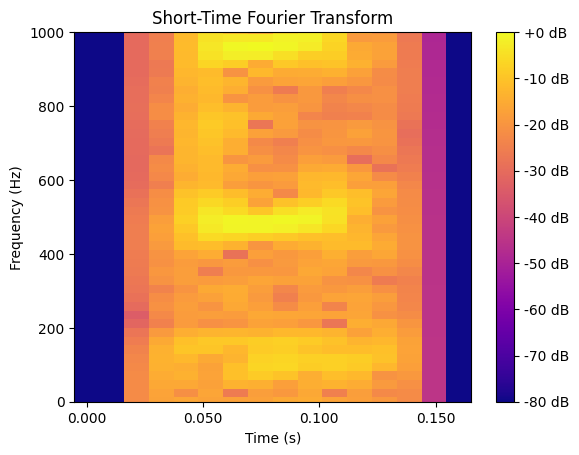 Short-Time Fourier Transform
Frequency (Hz)
1000
800
600
400
200
0
0.000
0.050
0.100
0.150
Time (s)
+0 dB
-10 dB
-20 dB
-30 dB
-40 dB
-50 dB
-60 dB
-70 dB
-80 dB